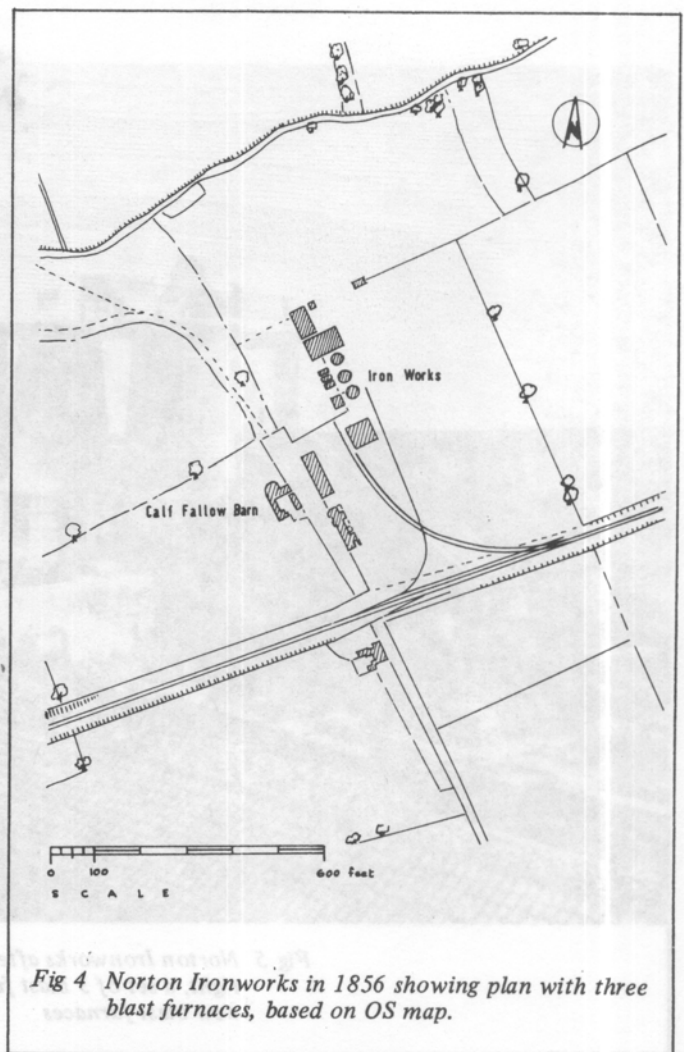 N
Iron Works
Calf Fallow Barn
0 100 600 feet
S C A L E
Fig 4 Norton Ironworks in 1856 showing plan with three
blast furnaces, based on OS map.